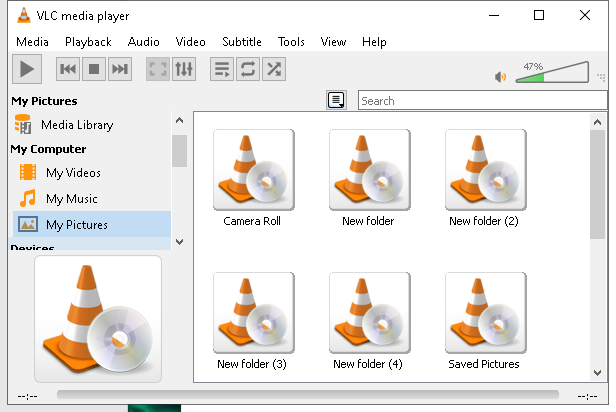 VLC media player
Media Playback Audio Video Subtitle Tools View Help
47%
My Pictures
Search
Media Library
My Computer
My Videos
My Music
My Pictures
Devices
Camera Roll New folder New folder (2)
New folder (3) New folder (4) Saved Pictures
--:-- --:--